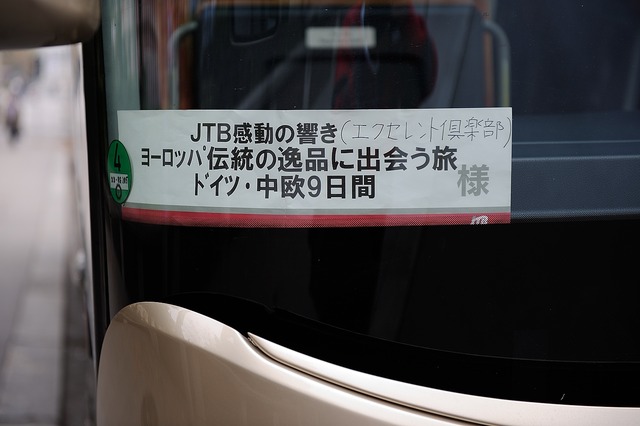 JTB感動の響き(エクセレント倶楽部)
ヨーロッパ伝統の逸品に出会う旅
ドイツ・中欧9日間 様
JTB
4